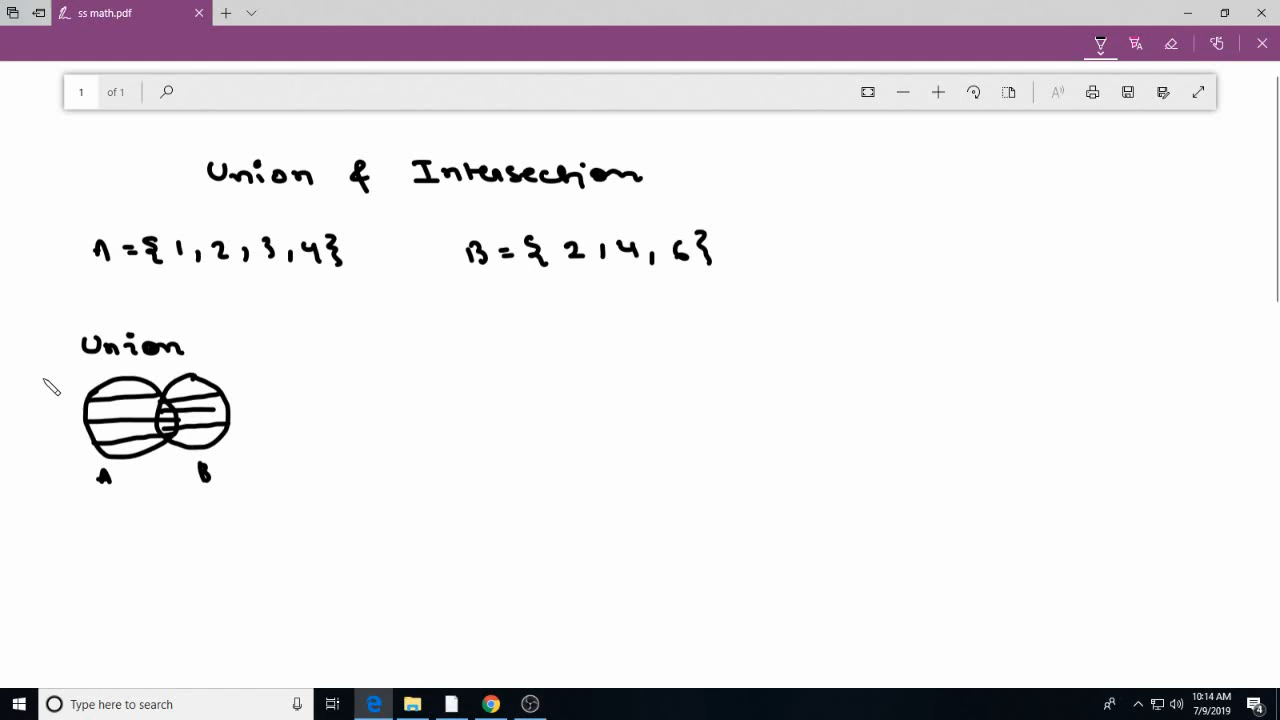 ss math.pdf
1 of 1
Union & Intersection
A = {1, 2, 3, 4} B = { 2, 4, 6}
Union
A B
Type here to search
10:14 AM
7/9/2019
4